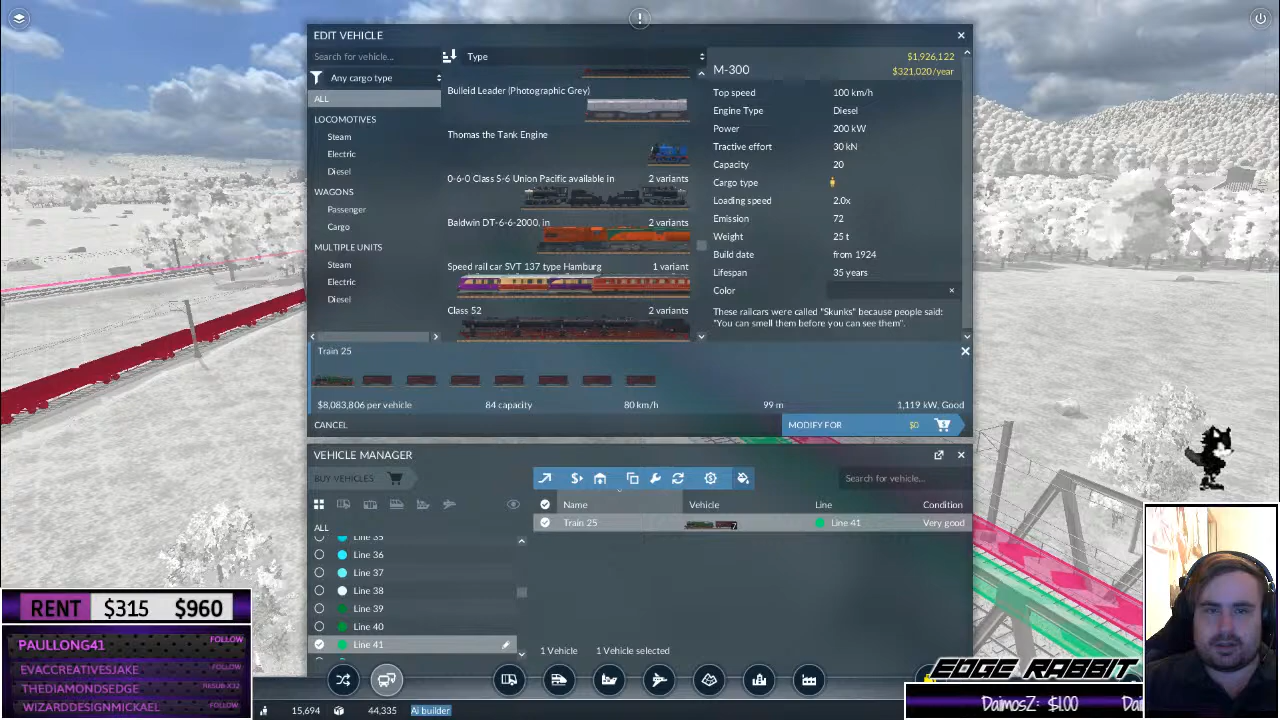 EDIT VEHICLE
Search for vehicle...
Type
Any cargo type
ALL
LOCOMOTIVES
Steam
Electric
Diesel
WAGONS
Passenger
Cargo
MULTIPLE UNITS
Steam
Electric
Diesel
Bulleid Leader (Photographic Grey)
Thomas the Tank Engine
0-6-0 Class S-6 Union Pacific available in 2 variants
Baldwin DT-6-6-2000, in 2 variants
Speed rail car SVT 137 type Hamburg 1 variant
Class 52 2 variants
M-300
$1,926,122
$321,020/year
Top speed 100 km/h
Engine Type Diesel
Power 200 kW
Tractive effort 30 kN
Capacity 20
Cargo type
Loading speed 2.0x
Emission 72
Weight 25 t
Build date from 1924
Lifespan 35 years
Color
These railcars were called "Skunks" because people said:
"You can smell them before you can see them".
Train 25
$8,083,806 per vehicle 84 capacity 80 km/h 99 m 1,119 kW, Good
CANCEL
MODIFY FOR $0
VEHICLE MANAGER
BUY VEHICLES
Search for vehicle...
ALL
Line 35
Line 36
Line 37
Line 38
Line 39
Line 40
Line 41
Name Vehicle Line Condition
Train 25 7 Line 41 Very good
1 Vehicle 1 Vehicle selected
15,694 44,335 AI builder
RENT $315 $960
PAULLONG41 FOLLOW
EVACCREATIVESJAKE FOLLOW
THEDIAMONDSEDGE RESUB X32
WIZARDDESIGNMICKAEL FOLLOW
EDGE RABBIT
DaimosZ: $1.00 Dai